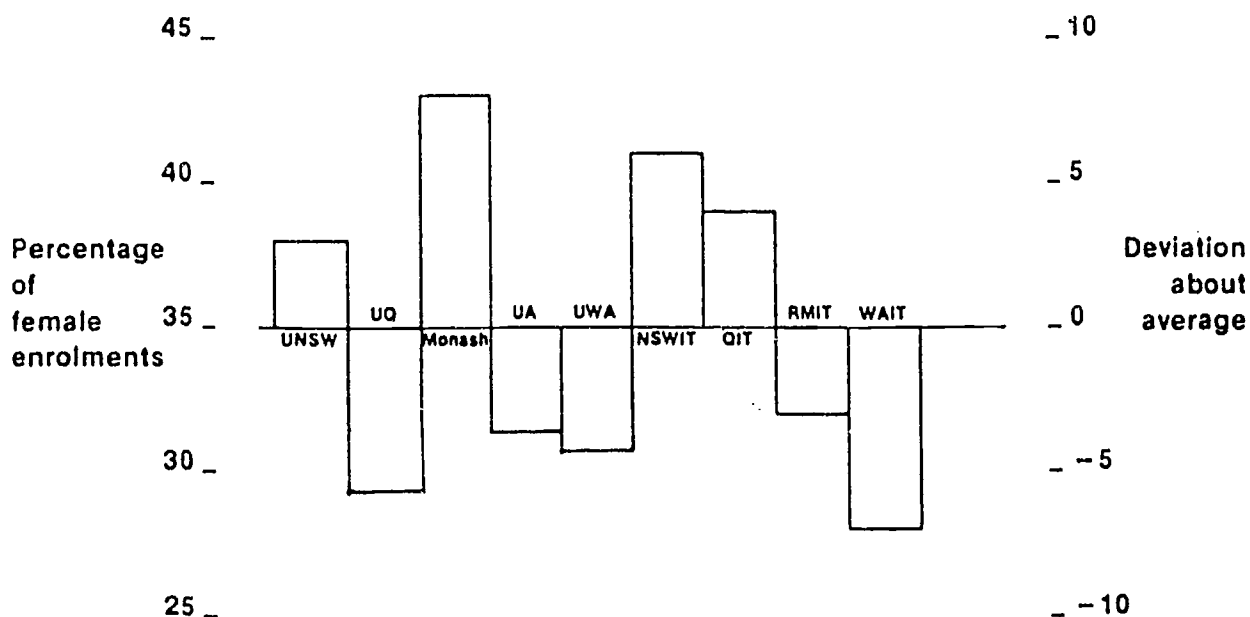 45
10
40
5
Percentage
of
female
enrolments
Deviation
about
average
UQ
UA
UWA
RMIT
WAIT
35
0
UNSW
Monash
NSWIT
QIT
30
-5
25
-10